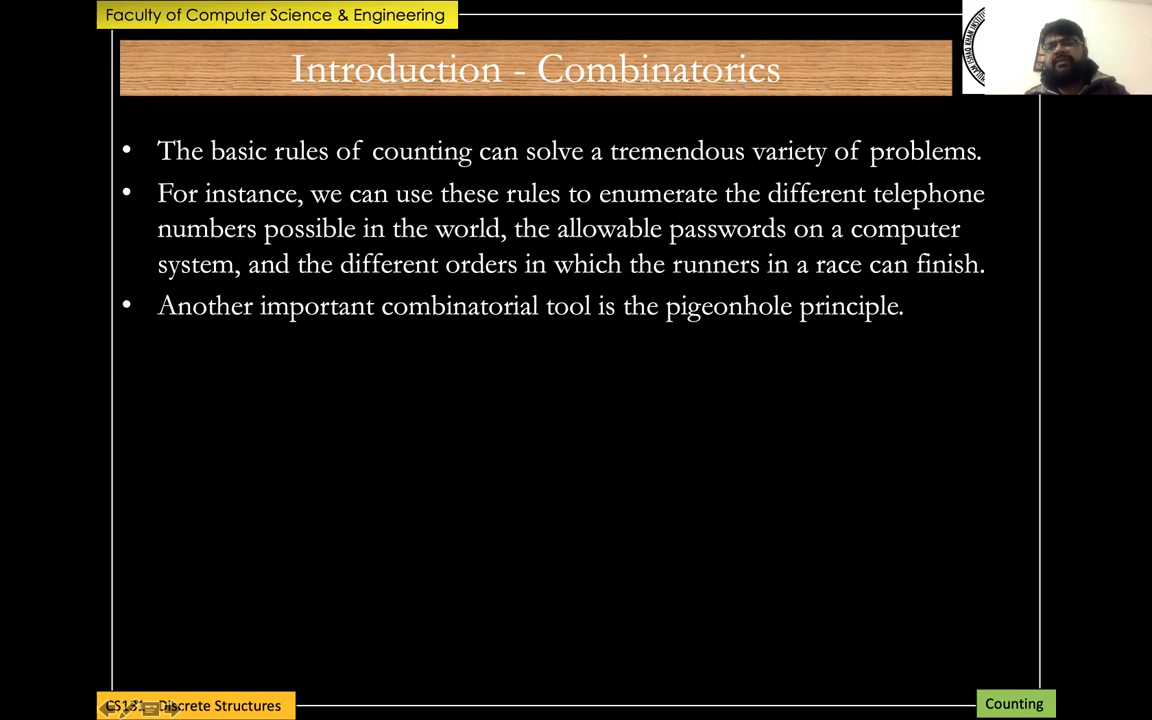 Faculty of Computer Science & Engineering
Introduction - Combinatorics
• The basic rules of counting can solve a tremendous variety of problems.
• For instance, we can use these rules to enumerate the different telephone
numbers possible in the world, the allowable passwords on a computer
system, and the different orders in which the runners in a race can finish.
• Another important combinatorial tool is the pigeonhole principle.
CS131 - Discrete Structures
Counting